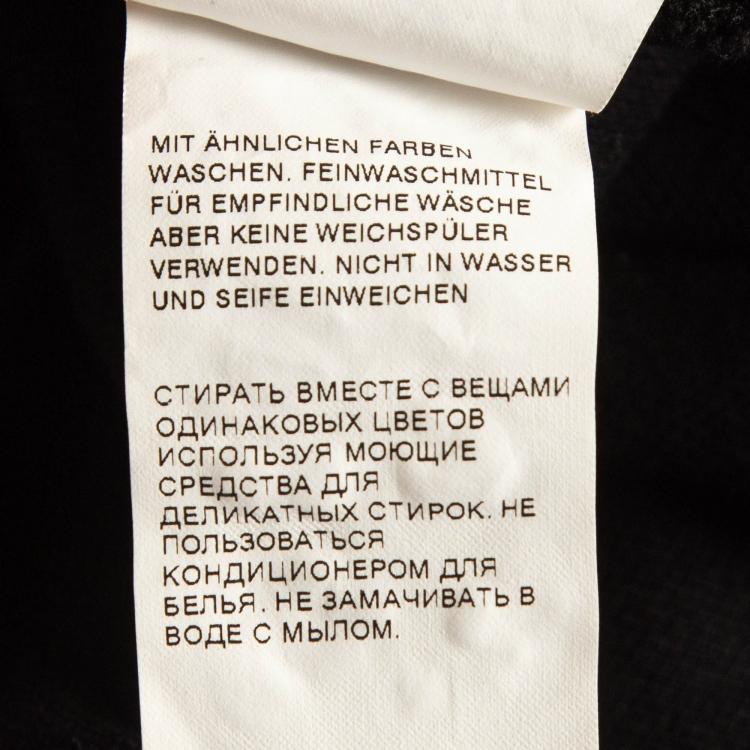 MIT ÄHNLICHEN FARBEN
WASCHEN. FEINWASCHMITTEL
FÜR EMPFINDLICHE WÄSCHE
ABER KEINE WEICHSPÜLER
VERWENDEN. NICHT IN WASSER
UND SEIFE EINWEICHEN
СТИРАТЬ ВМЕСТЕ С ВЕЩАМИ
ОДИНАКОВЫХ ЦВЕТОВ
ИСПОЛЬЗУЯ МОЮЩИЕ
СРЕДСТВА ДЛЯ
ДЕЛИКАТНЫХ СТИРОК. НЕ
ПОЛЬЗОВАТЬСЯ
КОНДИЦИОНЕРОМ ДЛЯ
БЕЛЬЯ. НЕ ЗАМАЧИВАТЬ В
ВОДЕ С МЫЛОМ.